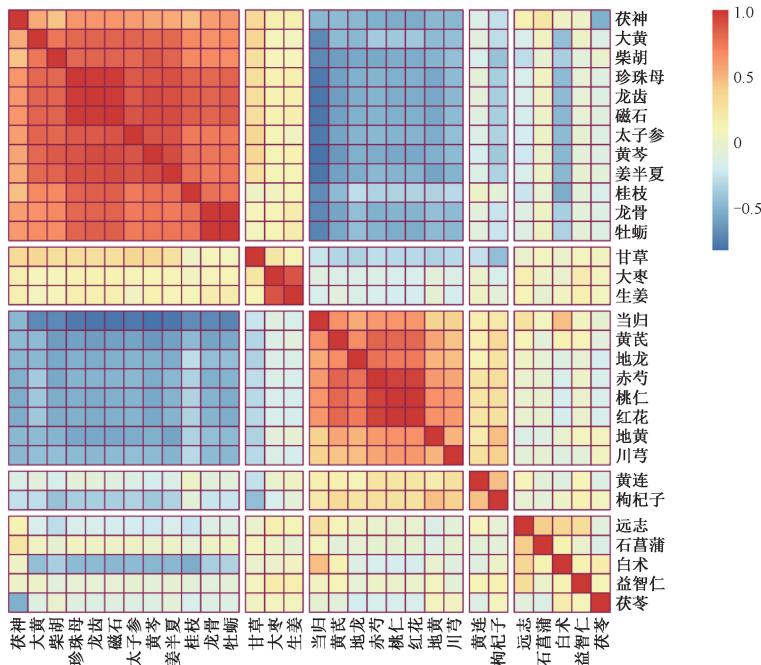 茯神
大黄
柴胡
珍珠母
龙齿
磁石
太子参
黄芩
姜半夏
桂枝
龙骨
牡蛎
甘草
大枣
生姜
当归
黄芪
地龙
赤芍
桃仁
红花
地黄
川芎
黄连
枸杞子
远志
石菖蒲
白术
益智仁
茯苓
1.0
0.5
0
−0.5
茯神
大黄
柴胡
珍珠母
龙齿
磁石
太子参
黄芩
姜半夏
桂枝
龙骨
牡蛎
甘草
大枣
生姜
当归
黄芪
地龙
赤芍
桃仁
红花
地黄
川芎
黄连
枸杞子
远志
石菖蒲
白术
益智仁
茯苓